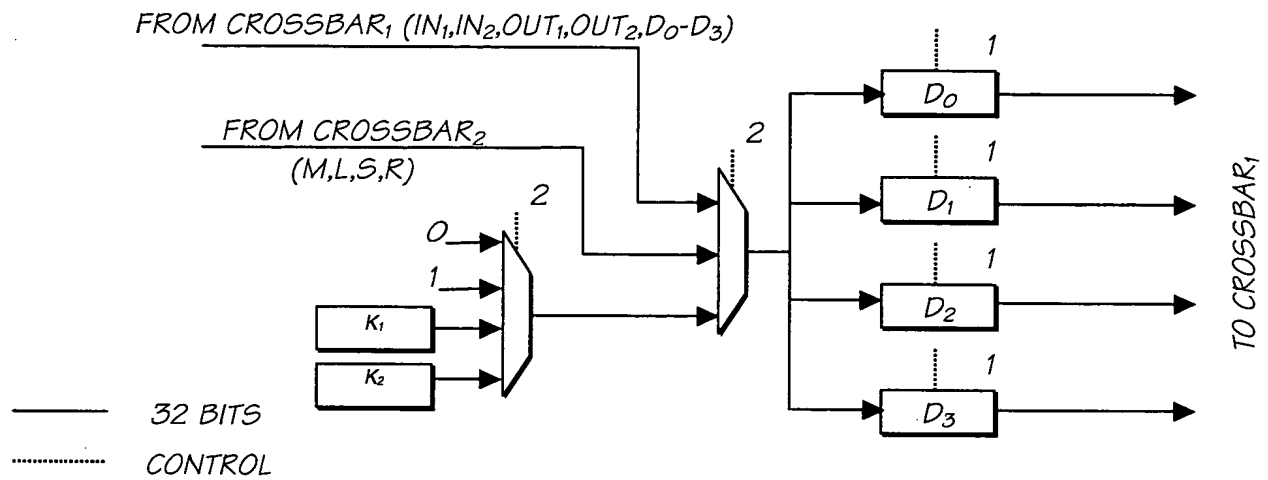 FROM CROSSBAR₁ (IN₁,IN₂,OUT₁,OUT₂,D₀-D₃)
1
D₀
FROM CROSSBAR₂
(M,L,S,R)
2
1
D₁
2
0
1
K₁
K₂
1
D₂
1
D₃
TO CROSSBAR₁
32 BITS
CONTROL